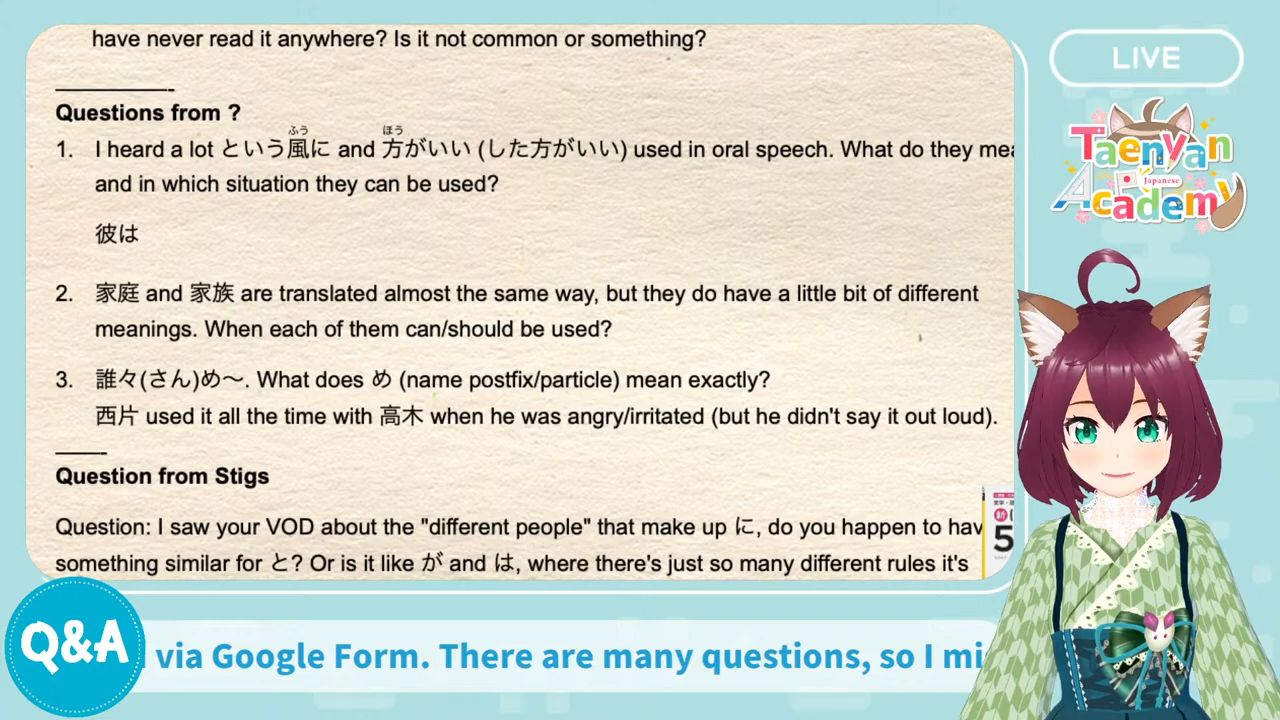 have never read it anywhere? Is it not common or something?
Questions from ?
ふう ほう
1. I heard a lot という風に and 方がいい (した方がいい) used in oral speech. What do they mea
and in which situation they can be used?
彼は
2. 家庭 and 家族 are translated almost the same way, but they do have a little bit of different
meanings. When each of them can/should be used?
3. 誰々(さん)め〜. What does め (name postfix/particle) mean exactly?
西片 used it all the time with 高木 when he was angry/irritated (but he didn't say it out loud).
Question from Stigs
Question: I saw your VOD about the "different people" that make up に, do you happen to hav
something similar for と? Or is it like が and は, where there's just so many different rules it's
LIVE
Taenyan
Japanese
Academy
5
Q&A
via Google Form. There are many questions, so I mi